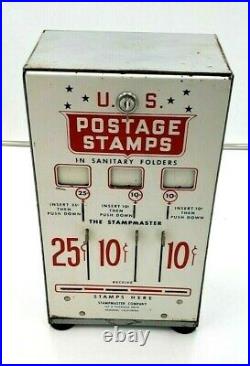 U. S.
POSTAGE
STAMPS
IN SANITARY FOLDERS
25¢ 10¢ 10¢
INSERT 25¢ INSERT 10¢ INSERT 10¢
THEN THEN THEN
PUSH DOWN PUSH DOWN PUSH DOWN
THE STAMPMASTER
25¢ 10¢ 10¢
RECEIVE
STAMPS HERE
STAMPMASTER COMPANY